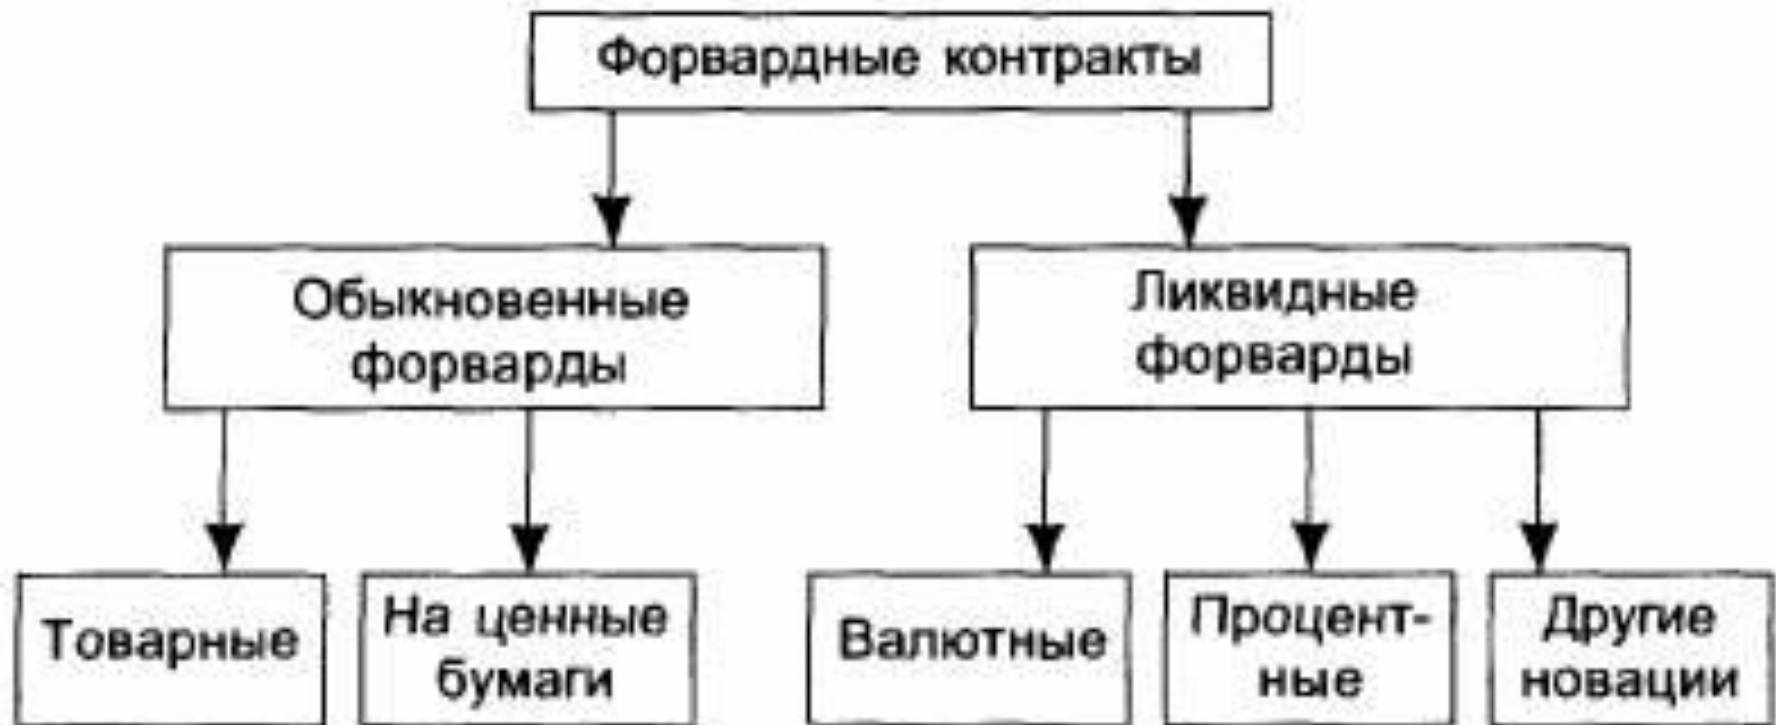 Форвардные контракты
Обыкновенные
форварды
Ликвидные
форварды
Товарные
На ценные
бумаги
Валютные
Процент-
ные
Другие
новации